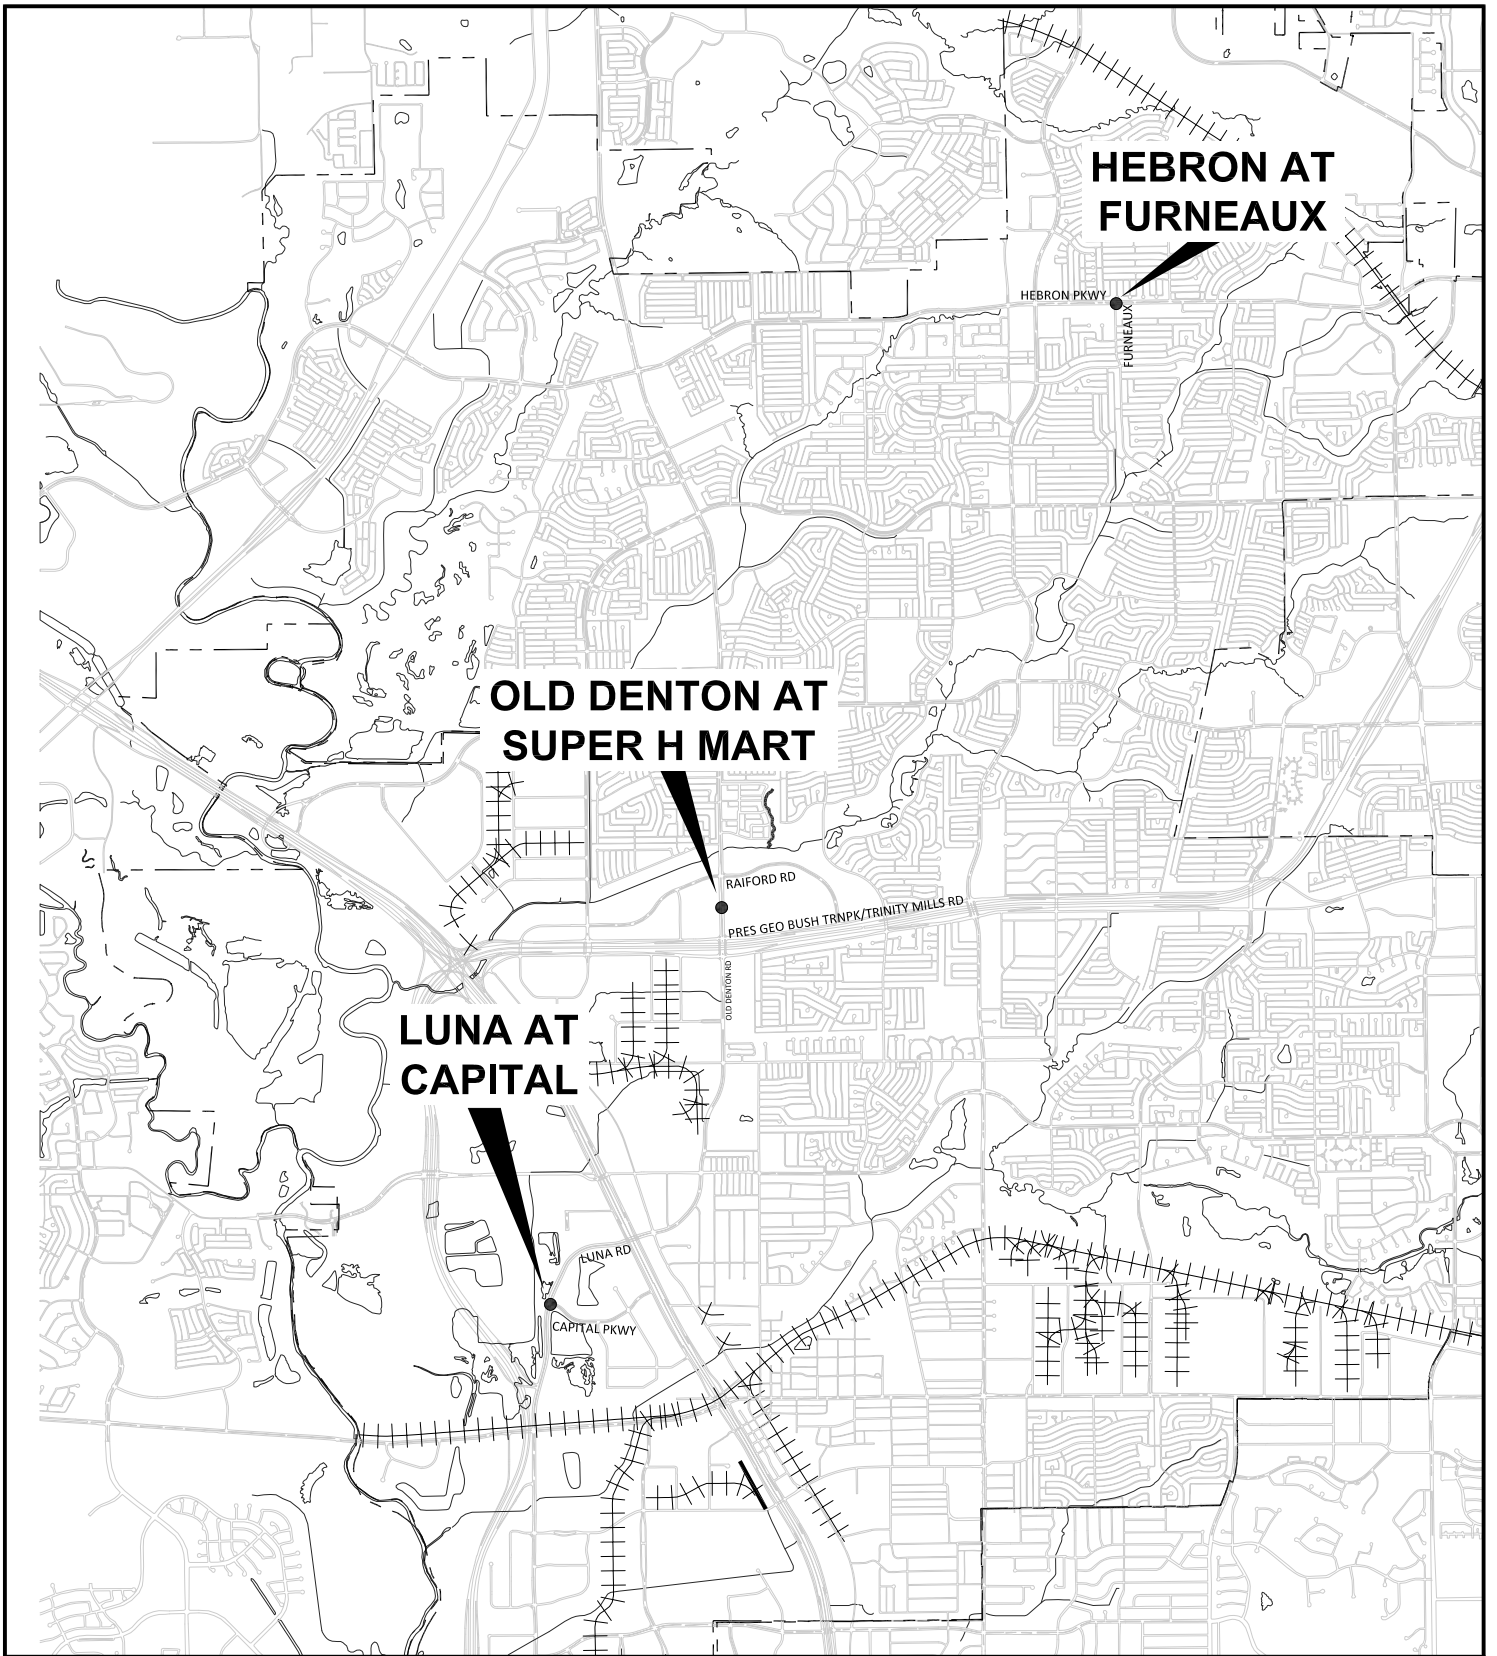 HEBRON AT
FURNEAUX
HEBRON PKWY
FURNEAUX
OLD DENTON AT
SUPER H MART
RAIFORD RD
PRES GEO BUSH TRNPK/TRINITY MILLS RD
OLD DENTON RD
LUNA AT
CAPITAL
LUNA RD
CAPITAL PKWY